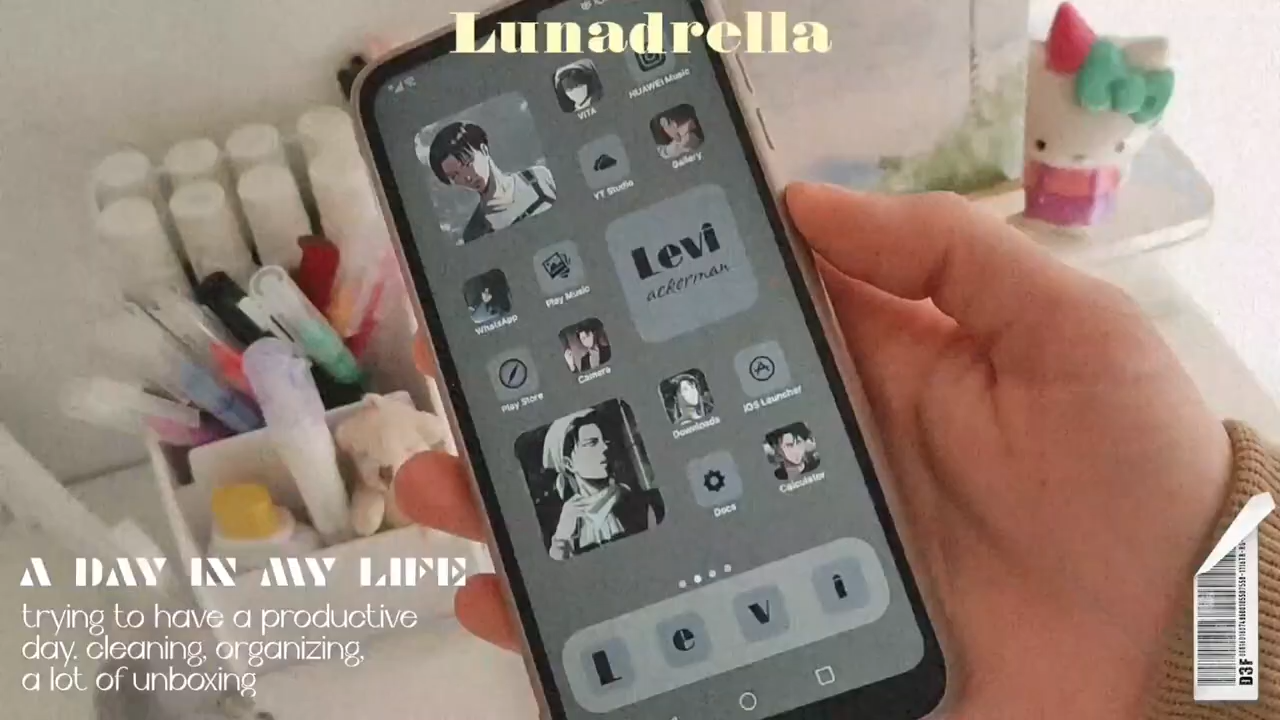 Lunadrella
HUAWEI Music
VITA
Gallery
YT Studio
Levi
ackerman
WhatsApp
Play Music
Camera
Play Store
Downloads
iOS Launcher
Docs
Calculator
L e v i
A DAY IN MY LIFE
trying to have a productive
day. cleaning, organizing,
a lot of unboxing
D3F